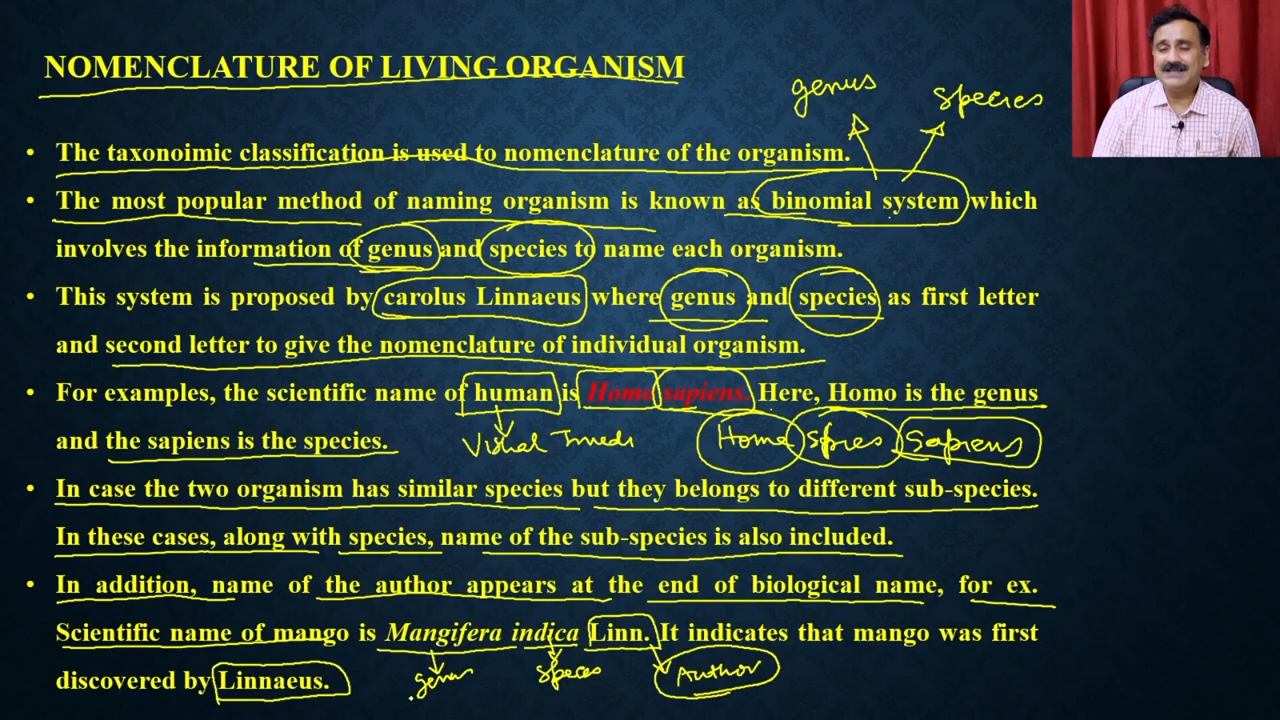 NOMENCLATURE OF LIVING ORGANISM
genus
species
• The taxonoimic classification is used to nomenclature of the organism.
• The most popular method of naming organism is known as binomial system which
involves the information of genus and species to name each organism.
• This system is proposed by carolus Linnaeus where genus and species as first letter
and second letter to give the nomenclature of individual organism.
• For examples, the scientific name of human is Homo sapiens. Here, Homo is the genus
and the sapiens is the species.
Homo
Sapiens
• In case the two organism has similar species but they belongs to different sub-species.
In these cases, along with species, name of the sub-species is also included.
• In addition, name of the author appears at the end of biological name, for ex.
Scientific name of mango is Mangifera indica Linn. It indicates that mango was first
discovered by Linnaeus.
genus
species
Author